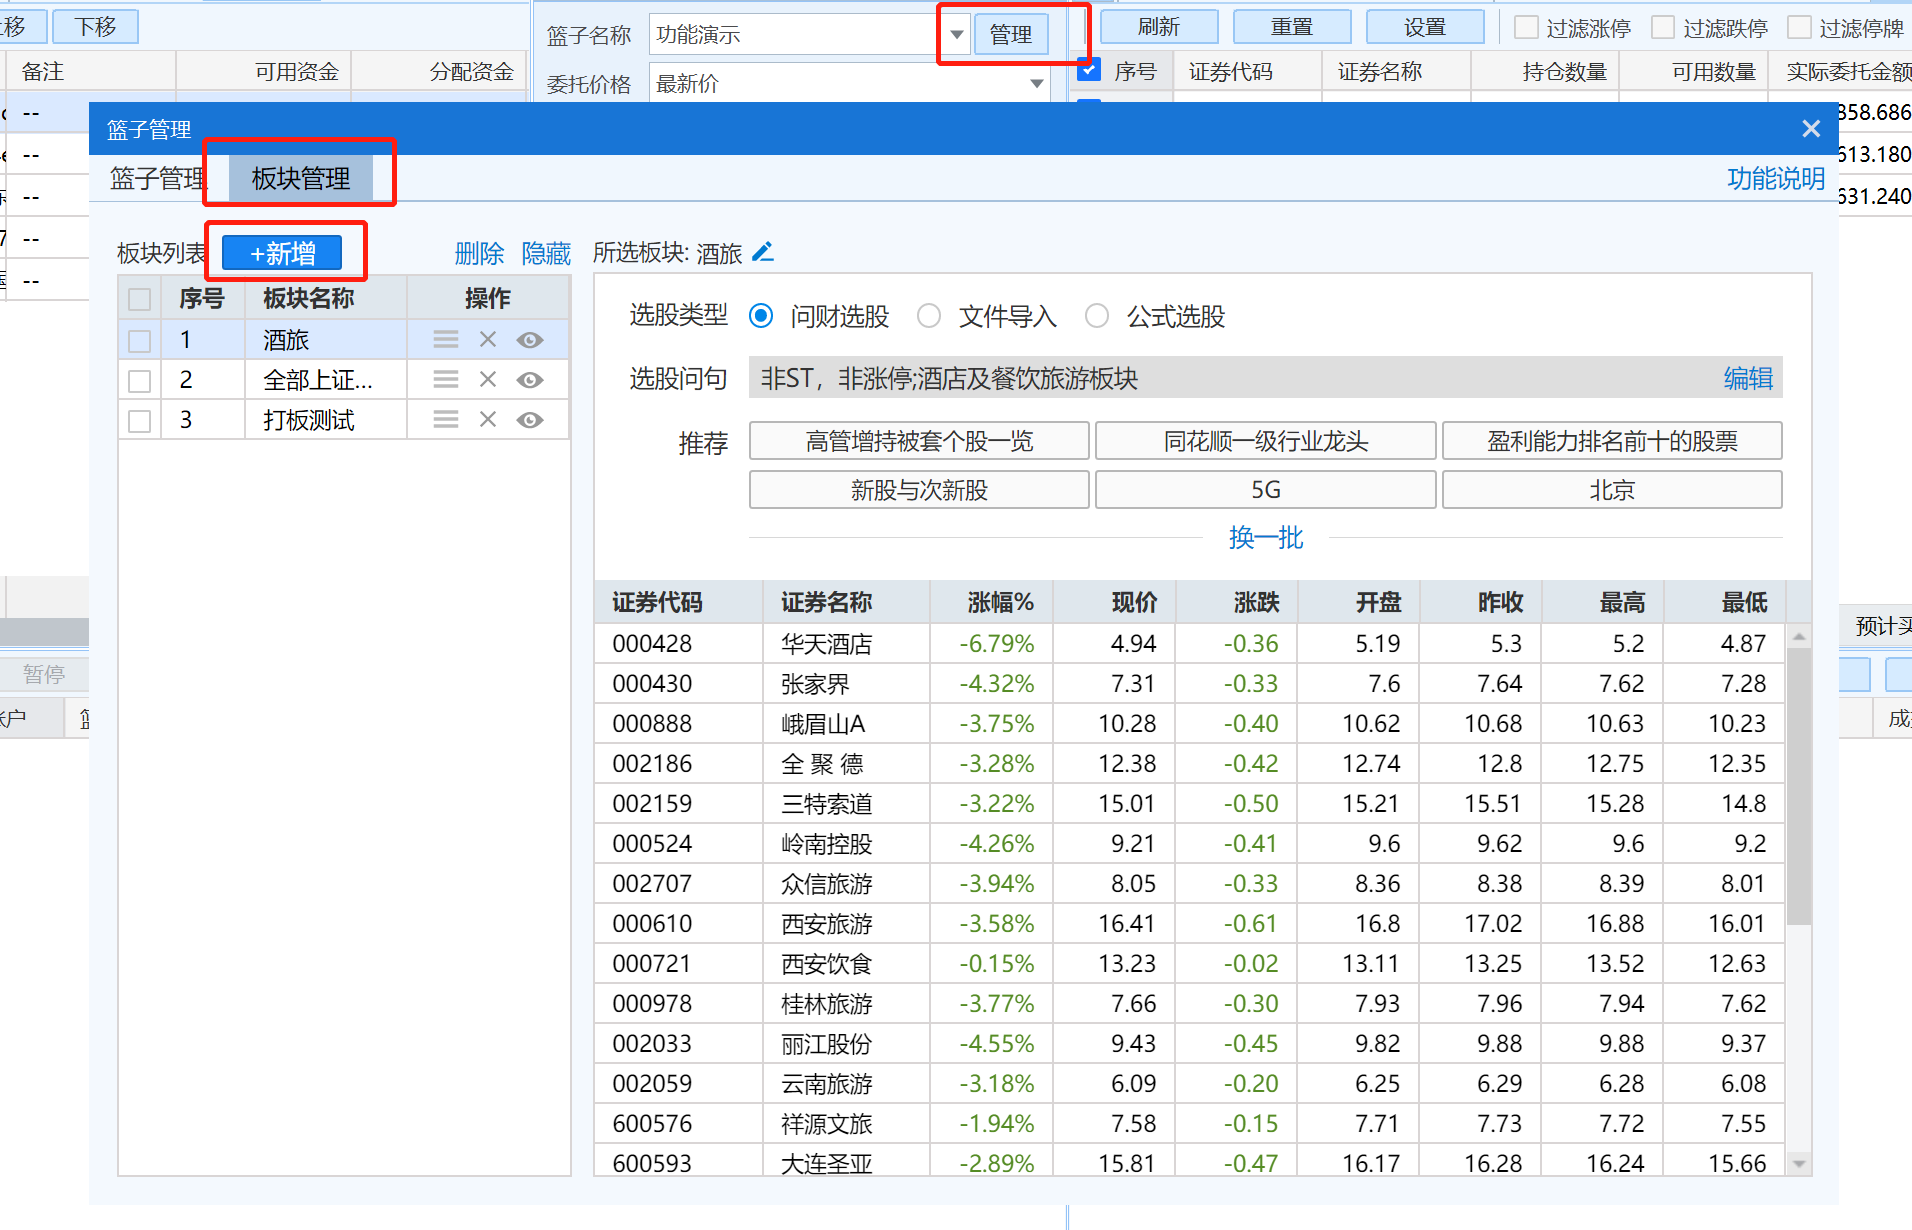 下移
篮子名称 功能演示 管理
刷新 重置 设置 过滤涨停 过滤跌停 过滤停牌
备注 可用资金 分配资金
委托价格 最新价
序号 证券代码 证券名称 持仓数量 可用数量 实际委托金额
--
--
--
--
--
858.686
613.180
631.240
篮子管理
篮子管理 板块管理 功能说明
板块列表 +新增 删除 隐藏
序号 板块名称 操作
1 酒旅
2 全部上证...
3 打板测试
所选板块: 酒旅
选股类型 问财选股 文件导入 公式选股
选股问句 非ST，非涨停;酒店及餐饮旅游板块 编辑
推荐 高管增持被套个股一览 同花顺一级行业龙头 盈利能力排名前十的股票
新股与次新股 5G 北京
换一批
证券代码 证券名称 涨幅% 现价 涨跌 开盘 昨收 最高 最低
000428 华天酒店 -6.79% 4.94 -0.36 5.19 5.3 5.2 4.87
000430 张家界 -4.32% 7.31 -0.33 7.6 7.64 7.62 7.28
000888 峨眉山A -3.75% 10.28 -0.40 10.62 10.68 10.63 10.23
002186 全 聚 德 -3.28% 12.38 -0.42 12.74 12.8 12.75 12.35
002159 三特索道 -3.22% 15.01 -0.50 15.21 15.51 15.28 14.8
000524 岭南控股 -4.26% 9.21 -0.41 9.6 9.62 9.6 9.2
002707 众信旅游 -3.94% 8.05 -0.33 8.36 8.38 8.39 8.01
000610 西安旅游 -3.58% 16.41 -0.61 16.8 17.02 16.88 16.01
000721 西安饮食 -0.15% 13.23 -0.02 13.11 13.25 13.52 12.63
000978 桂林旅游 -3.77% 7.66 -0.30 7.93 7.96 7.94 7.62
002033 丽江股份 -4.55% 9.43 -0.45 9.82 9.88 9.88 9.37
002059 云南旅游 -3.18% 6.09 -0.20 6.25 6.29 6.28 6.08
600576 祥源文旅 -1.94% 7.58 -0.15 7.71 7.73 7.72 7.55
600593 大连圣亚 -2.89% 15.81 -0.47 16.17 16.28 16.24 15.66
预计买
暂停